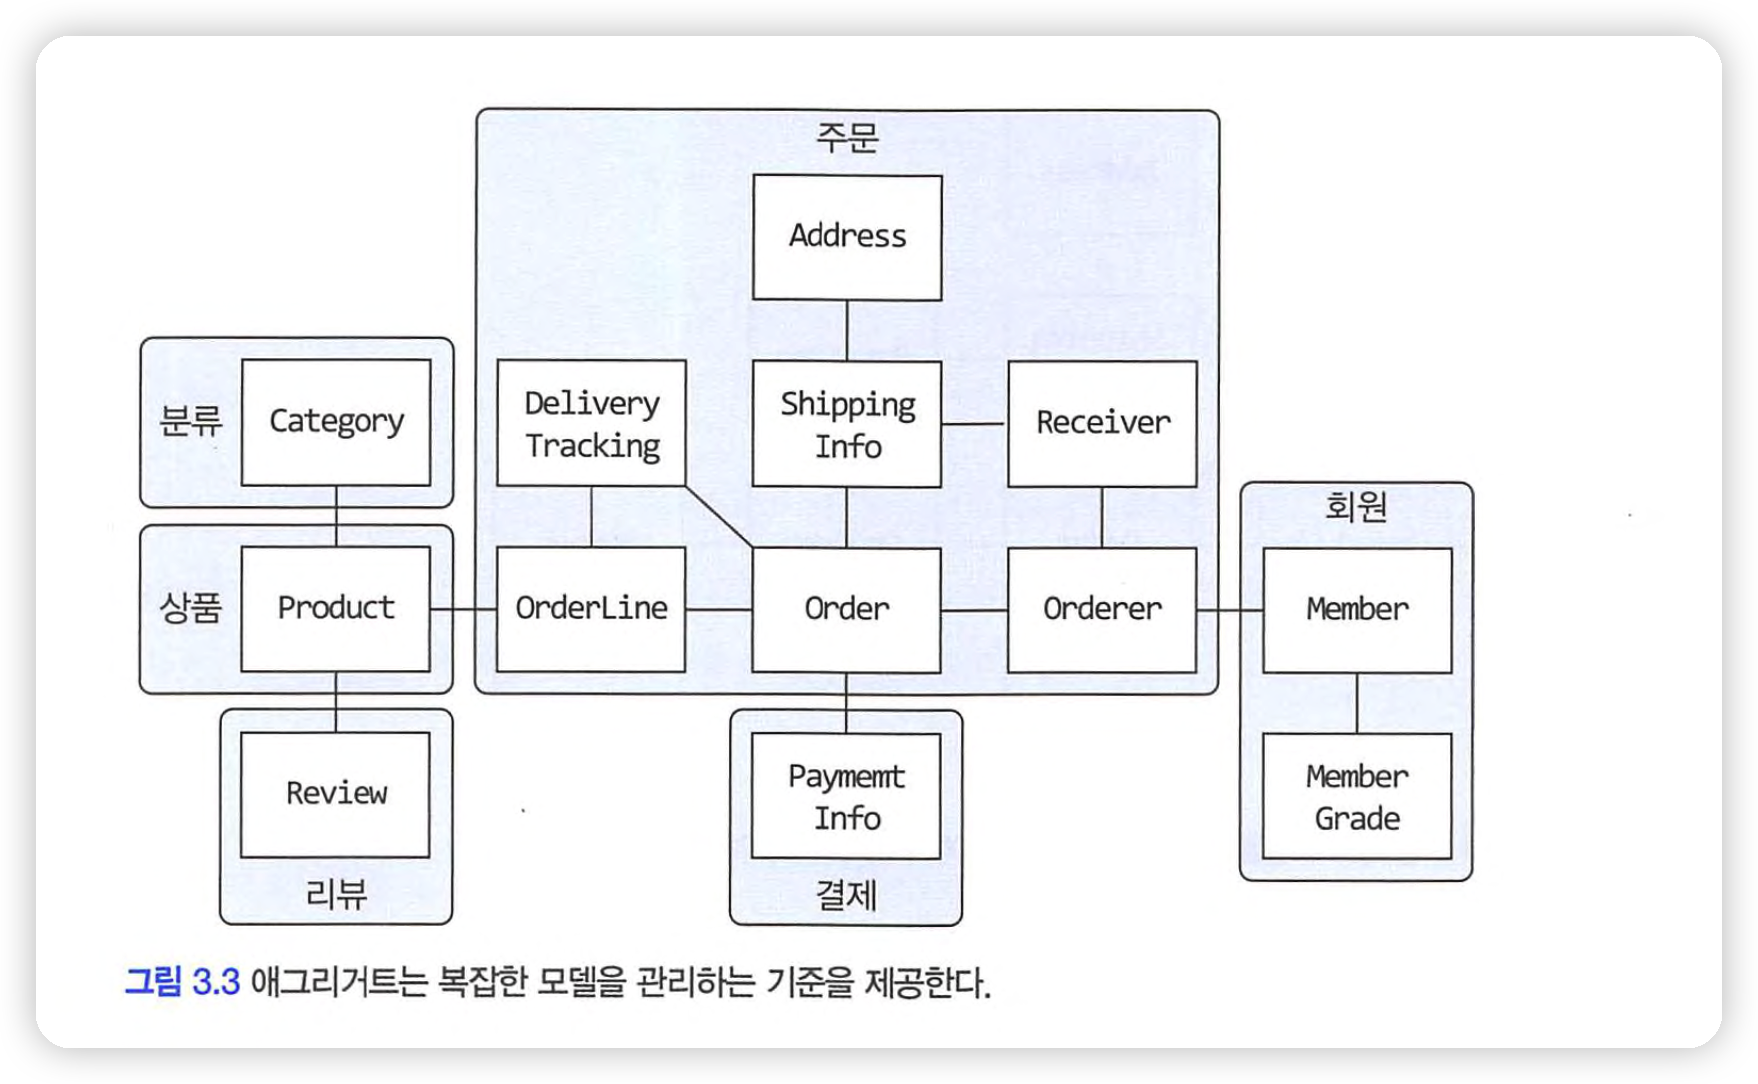 주문
Address
분류
Category
Delivery
Tracking
Shipping
Info
Receiver
회원
상품
Product
OrderLine
Order
Orderer
Member
Review
리뷰
Paymemt
Info
결제
Member
Grade
그림 3.3 애그리거트는 복잡한 모델을 관리하는 기준을 제공한다.